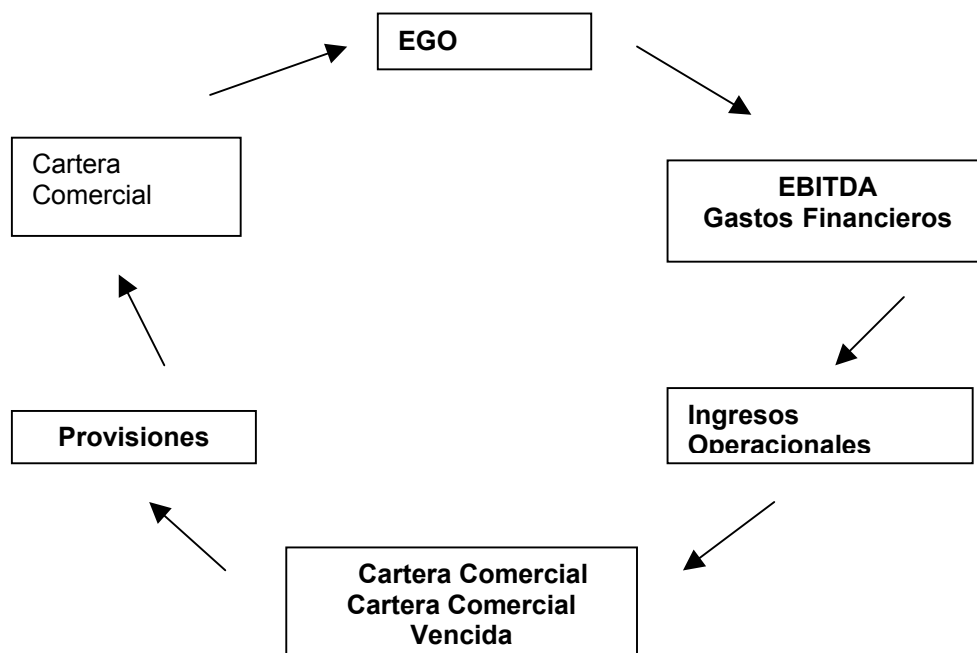 EGO
Cartera
Comercial
EBITDA
Gastos Financieros
Ingresos
Operacionales
Provisiones
Cartera Comercial
Cartera Comercial
Vencida